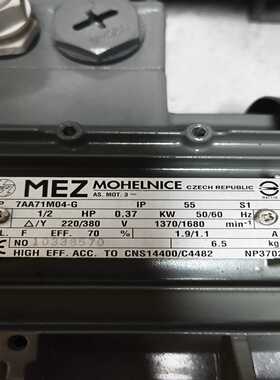 MEZ MOHELNICE CZECH REPUBLIC
AS. MOT. 3~
7AA71M04-G IP 55 S1
1/2 HP 0,37 KW 50/60 Hz
△/Y 220/380 V 1370/1680 min⁻¹
F EFF. 70 % 1.9/1.1 A
NO 10338570 6.5 kg
HIGH EFF. ACC. TO CNS14400/C4482 NP3702